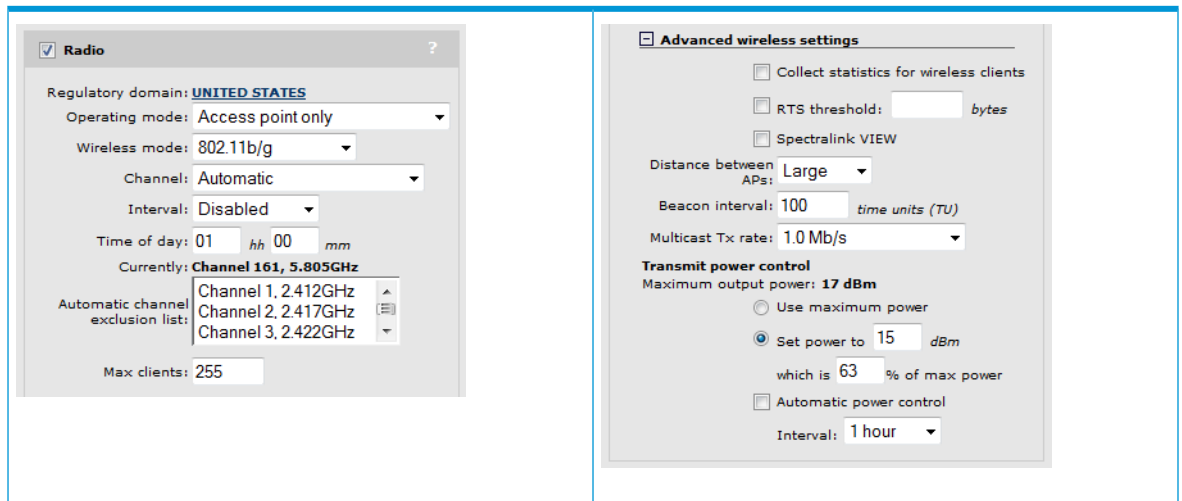 Radio ?
Regulatory domain: UNITED STATES
Operating mode: Access point only
Wireless mode: 802.11b/g
Channel: Automatic
Interval: Disabled
Time of day: 01 hh 00 mm
Currently: Channel 161, 5.805GHz
Automatic channel
exclusion list:
Channel 1, 2.412GHz
Channel 2, 2.417GHz
Channel 3, 2.422GHz
Max clients: 255
Advanced wireless settings
Collect statistics for wireless clients
RTS threshold: bytes
Spectralink VIEW
Distance between
APs: Large
Beacon interval: 100 time units (TU)
Multicast Tx rate: 1.0 Mb/s
Transmit power control
Maximum output power: 17 dBm
Use maximum power
Set power to 15 dBm
which is 63 % of max power
Automatic power control
Interval: 1 hour